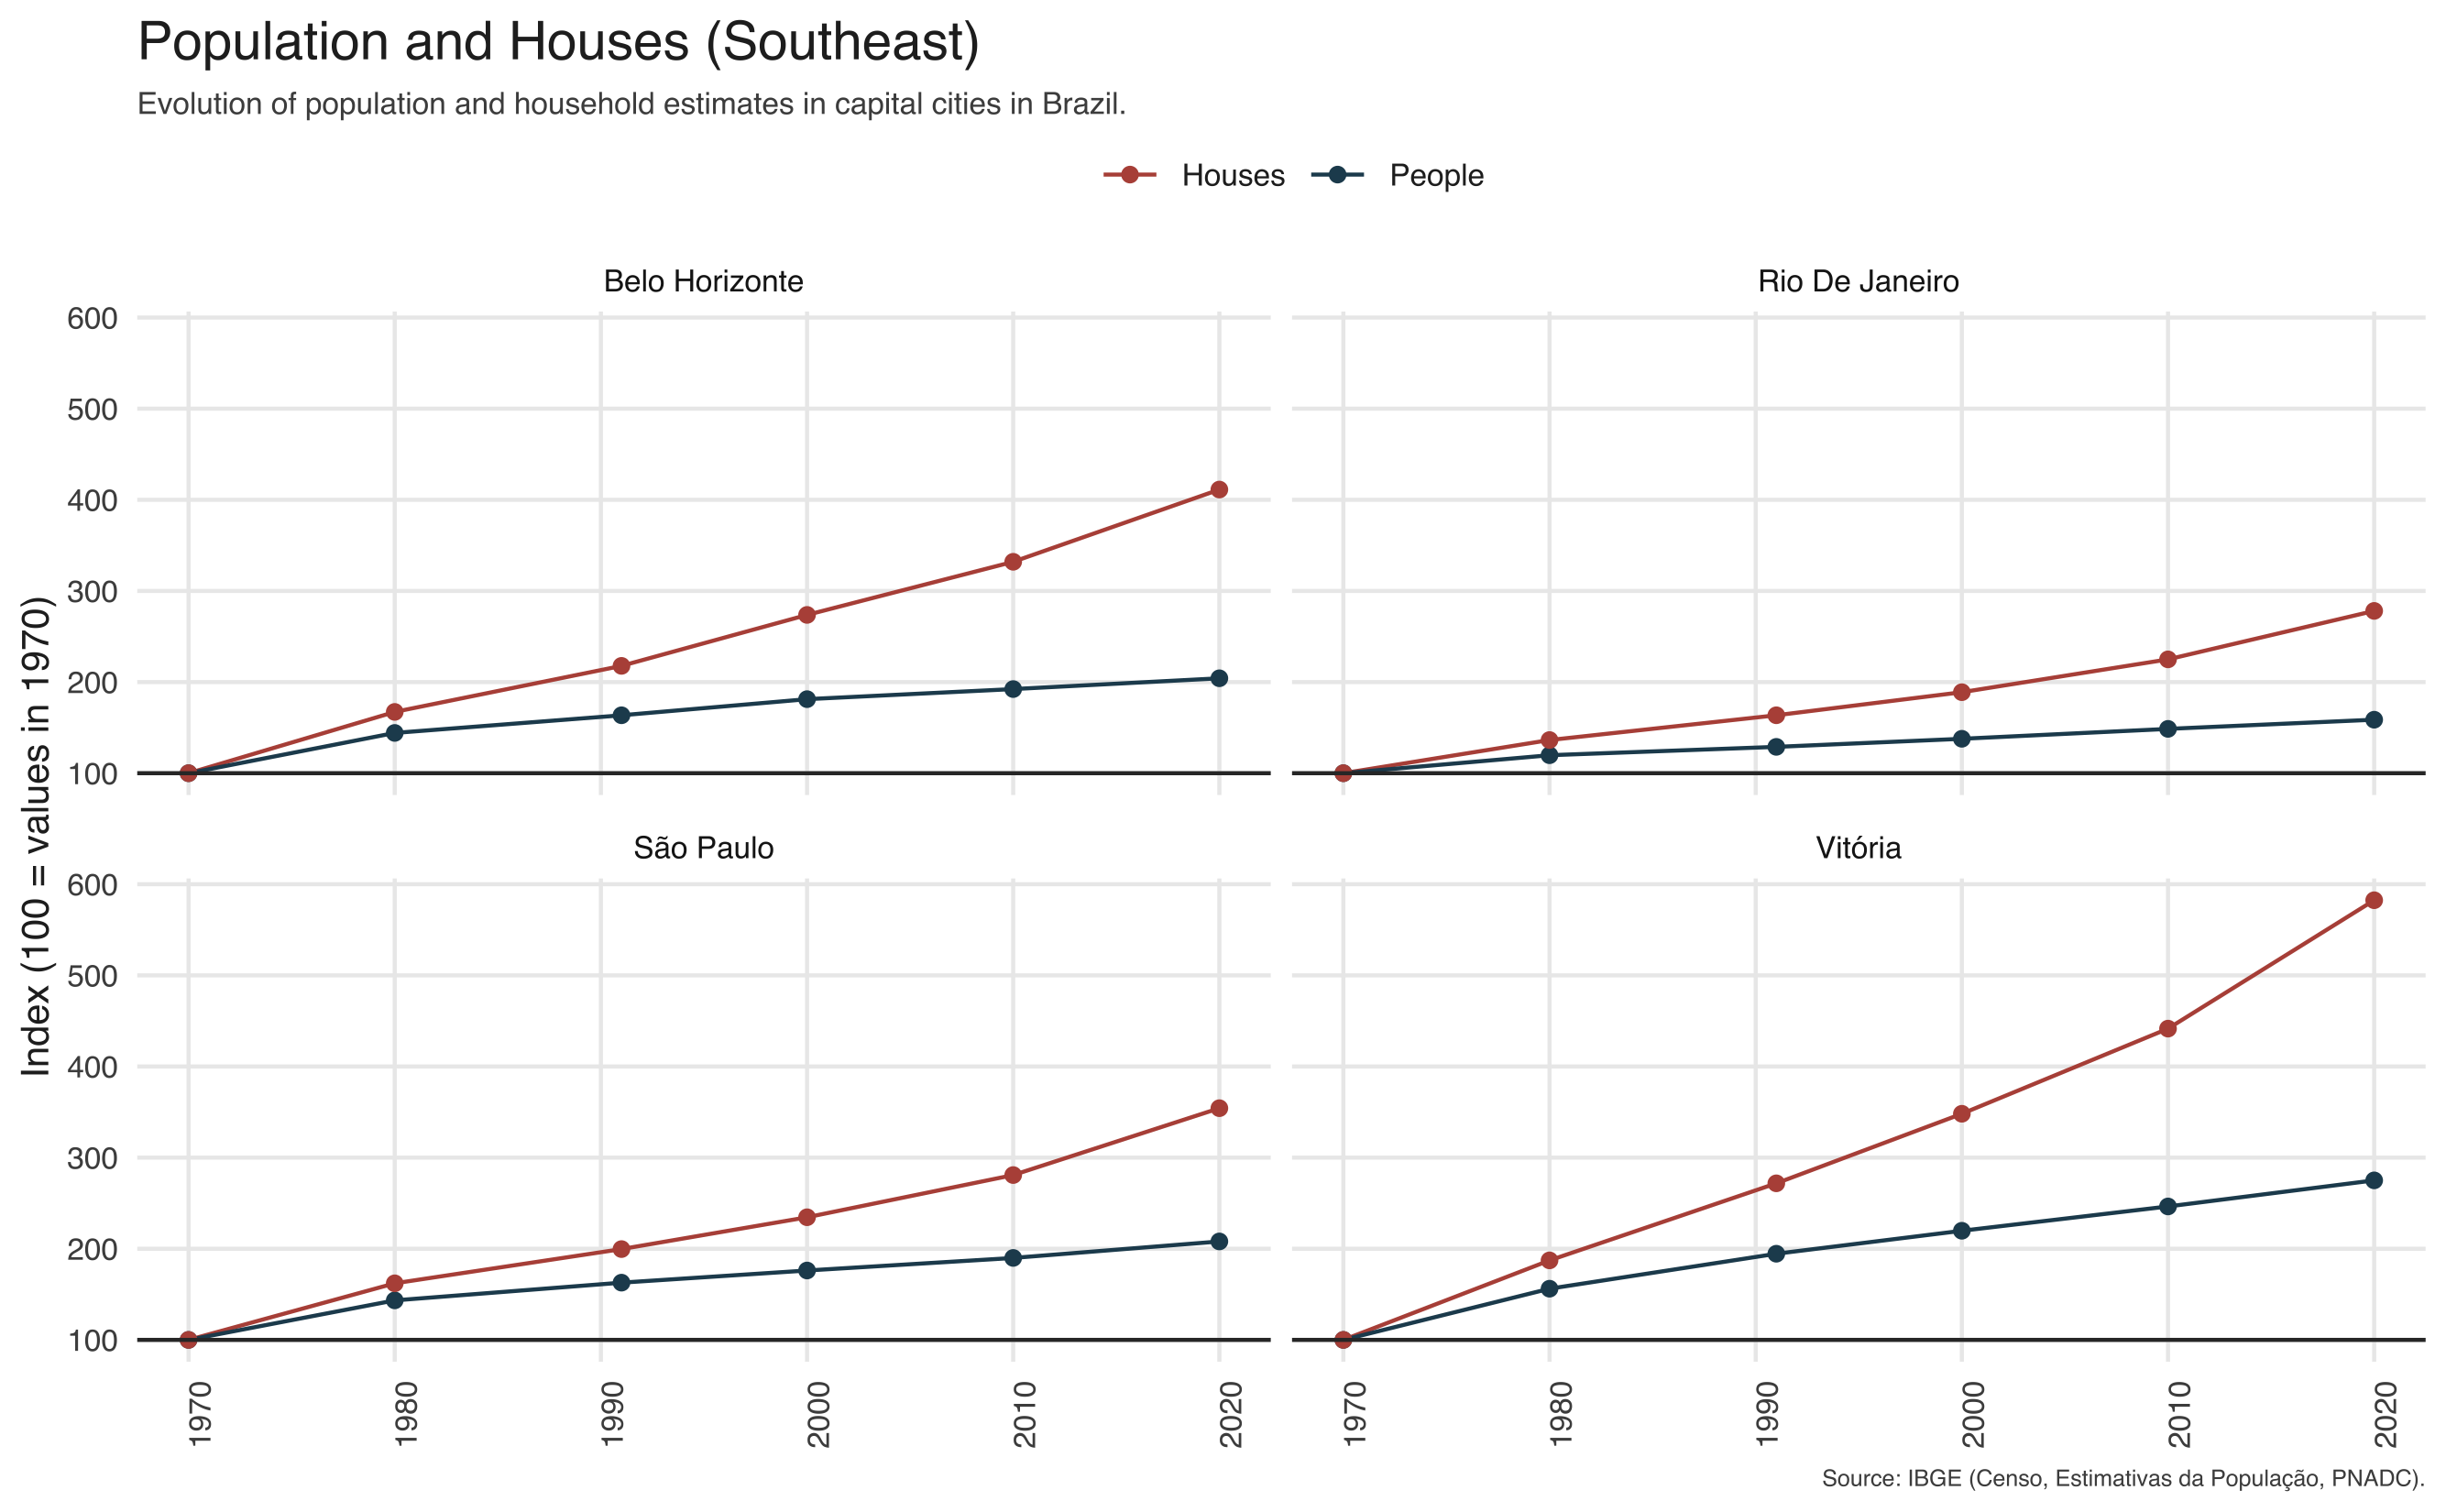 Population and Houses (Southeast)
Evolution of population and household estimates in capital cities in Brazil.
Houses
People
Belo Horizonte
Rio De Janeiro
600
500
400
300
200
100
Index (100 = values in 1970)
São Paulo
Vitória
600
500
400
300
200
100
1970
1980
1990
2000
2010
2020
1970
1980
1990
2000
2010
2020
Source: IBGE (Censo, Estimativas da População, PNADC).